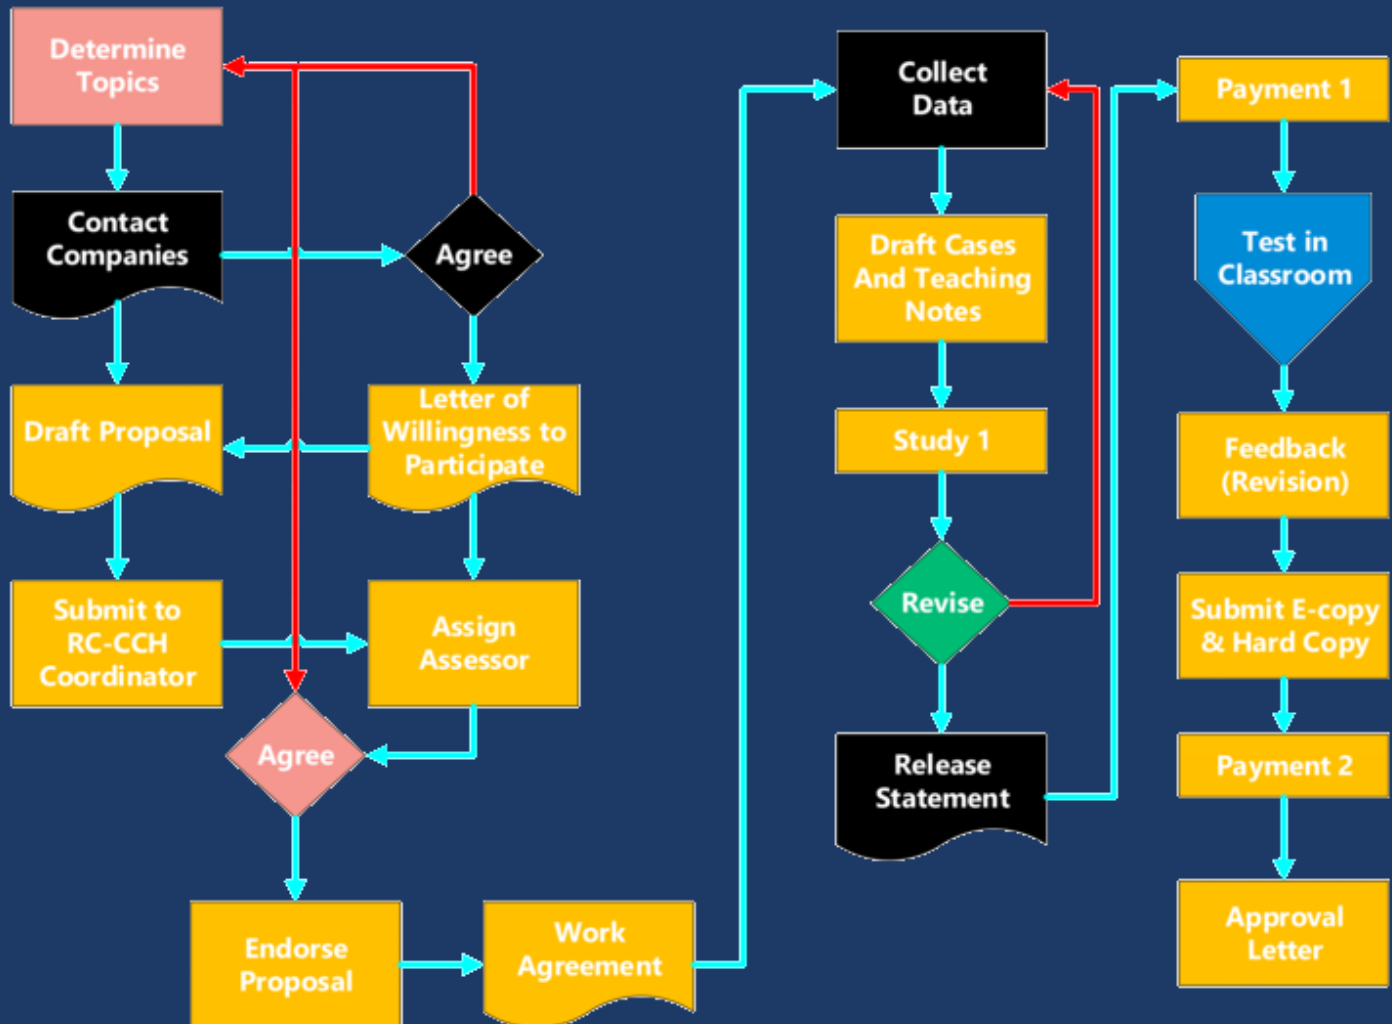 Determine
Topics
Contact
Companies
Agree
Draft Proposal
Letter of
Willingness to
Participate
Submit to
RC-CCH
Coordinator
Assign
Assessor
Agree
Endorse
Proposal
Work
Agreement
Collect
Data
Draft Cases
And Teaching
Notes
Study 1
Revise
Release
Statement
Payment 1
Test in
Classroom
Feedback
(Revision)
Submit E-copy
& Hard Copy
Payment 2
Approval
Letter